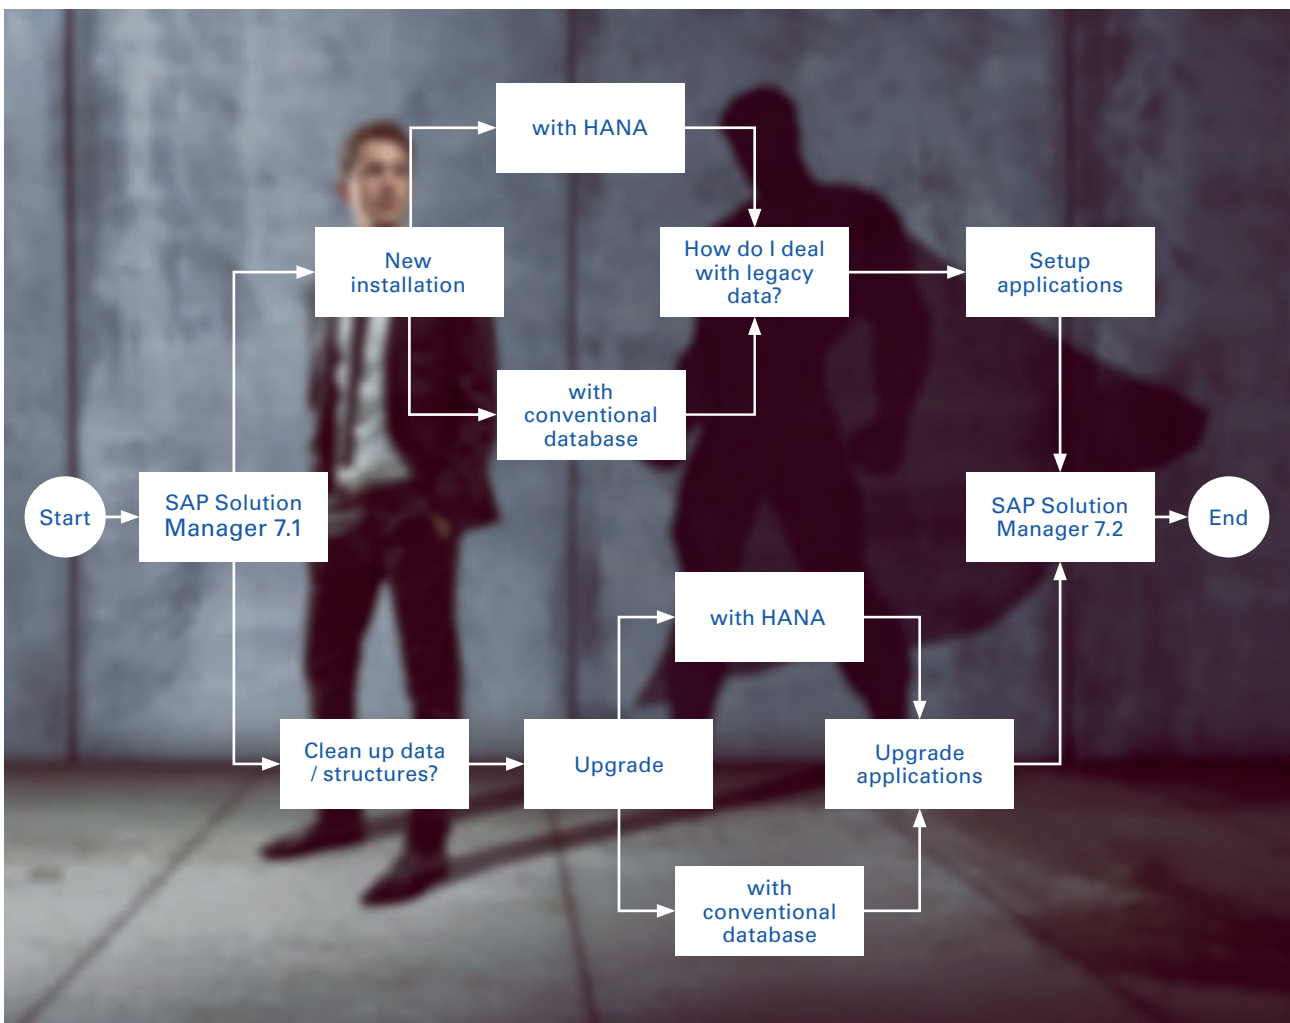 with HANA
New
installation
How do I deal
with legacy
data?
Setup
applications
with
conventional
database
Start
SAP Solution
Manager 7.1
SAP Solution
Manager 7.2
End
with HANA
Clean up data
/ structures?
Upgrade
Upgrade
applications
with
conventional
database